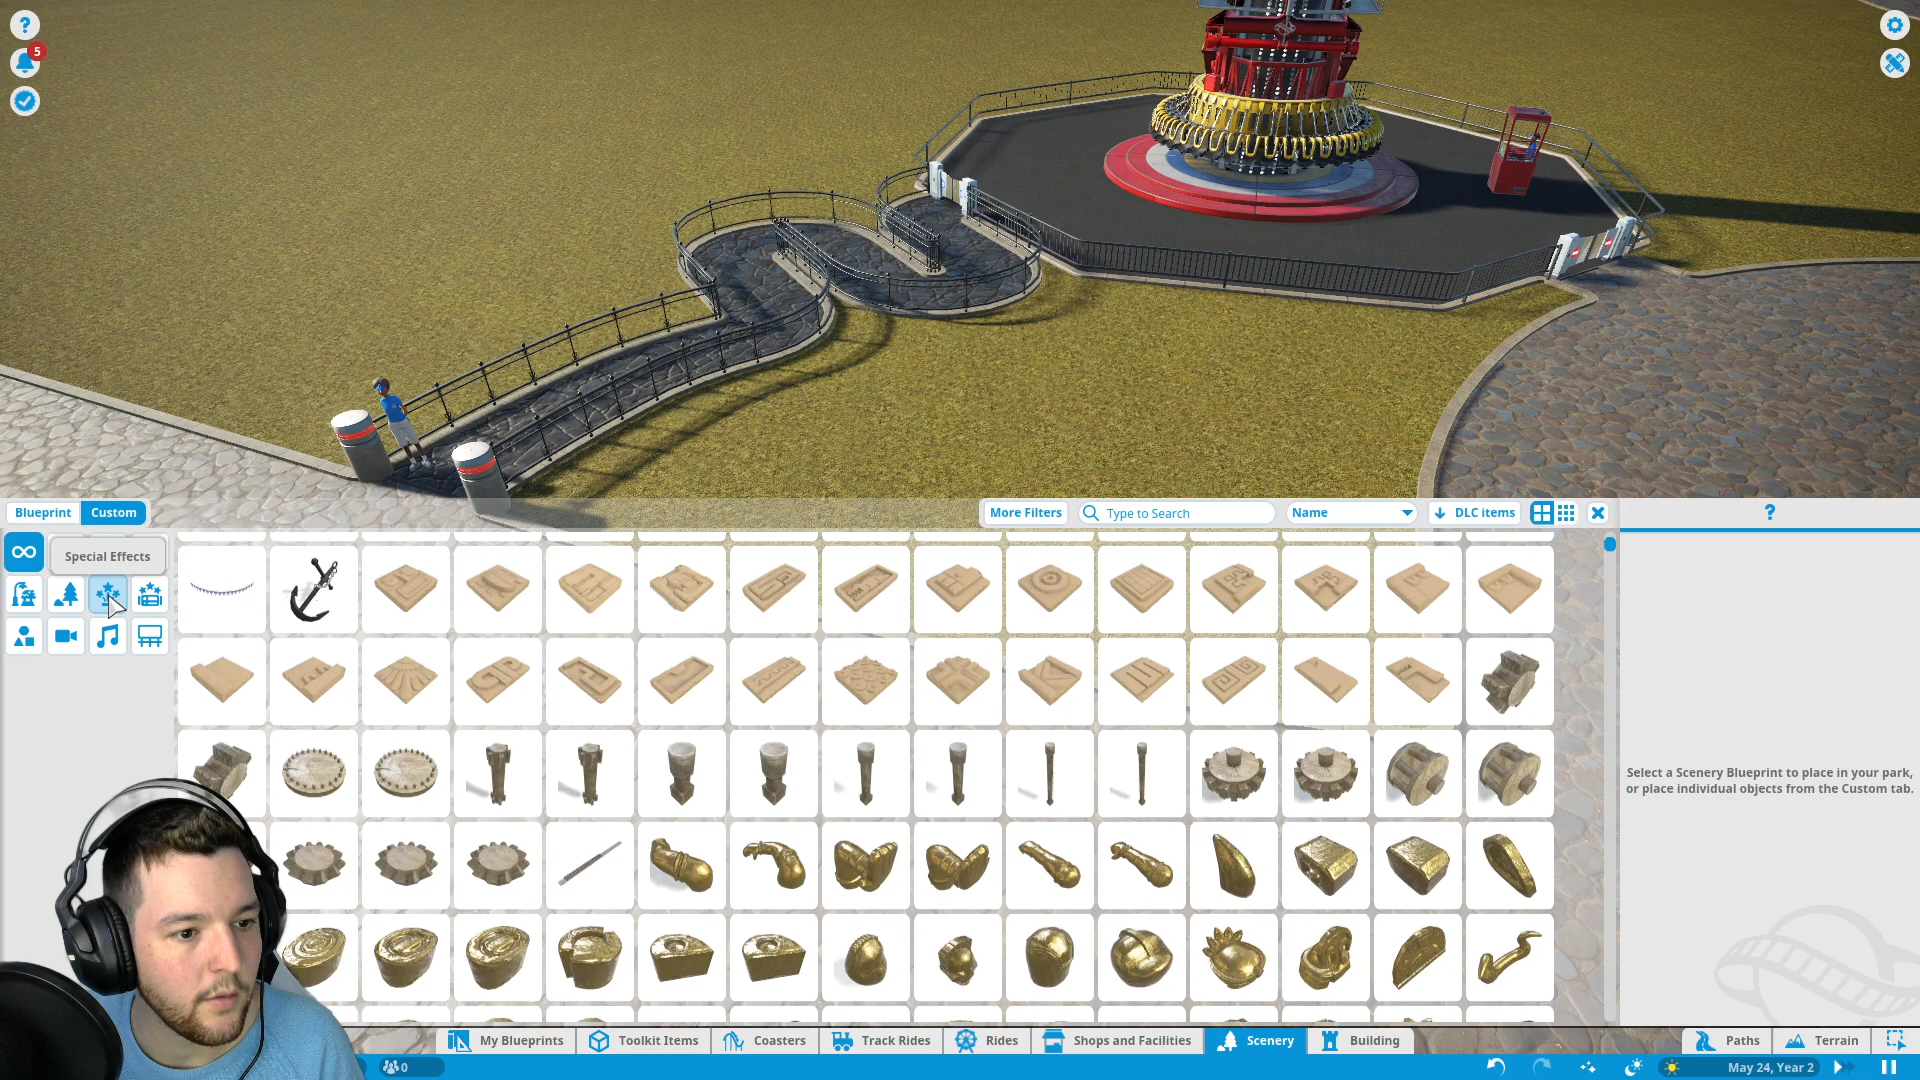 ?
5
Blueprint
Custom
More Filters
Type to Search
Name
DLC items
?
Special Effects
Select a Scenery Blueprint to place in your park,
or place individual objects from the Custom tab.
My Blueprints
Toolkit Items
Coasters
Track Rides
Rides
Shops and Facilities
Scenery
Building
Paths
Terrain
0
May 24, Year 2